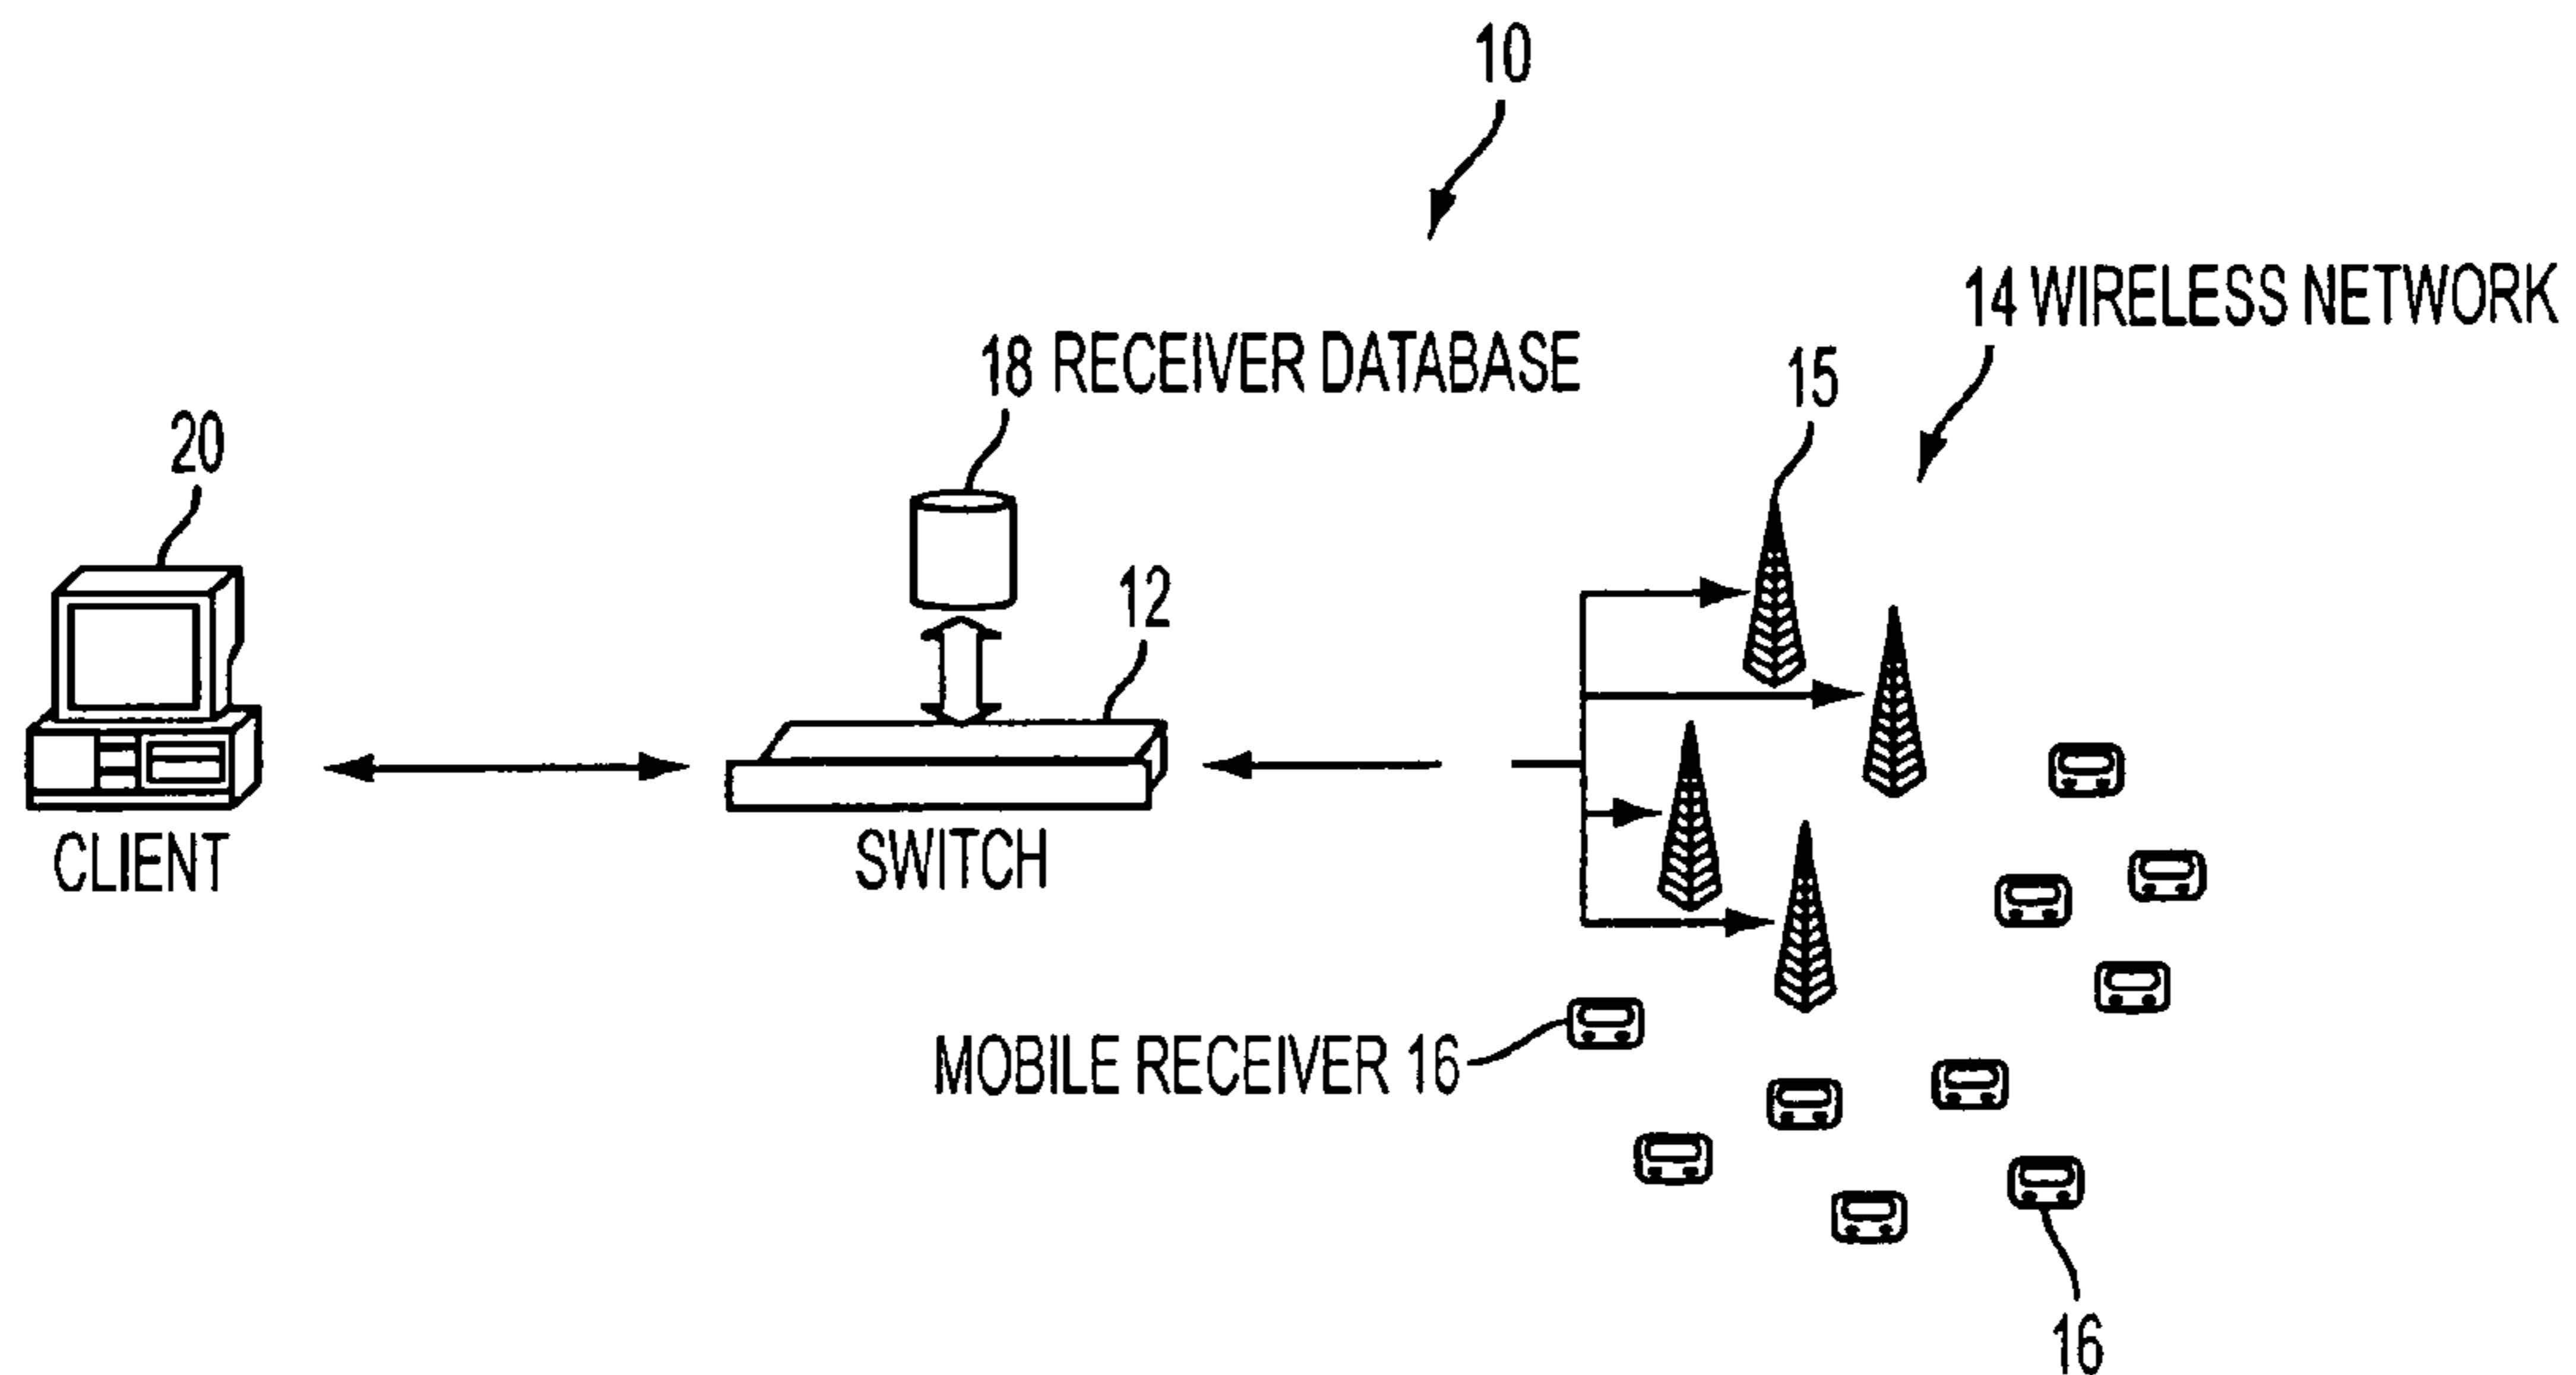 10
14 WIRELESS NETWORK
18 RECEIVER DATABASE
15
20
12
CLIENT
SWITCH
MOBILE RECEIVER 16
16